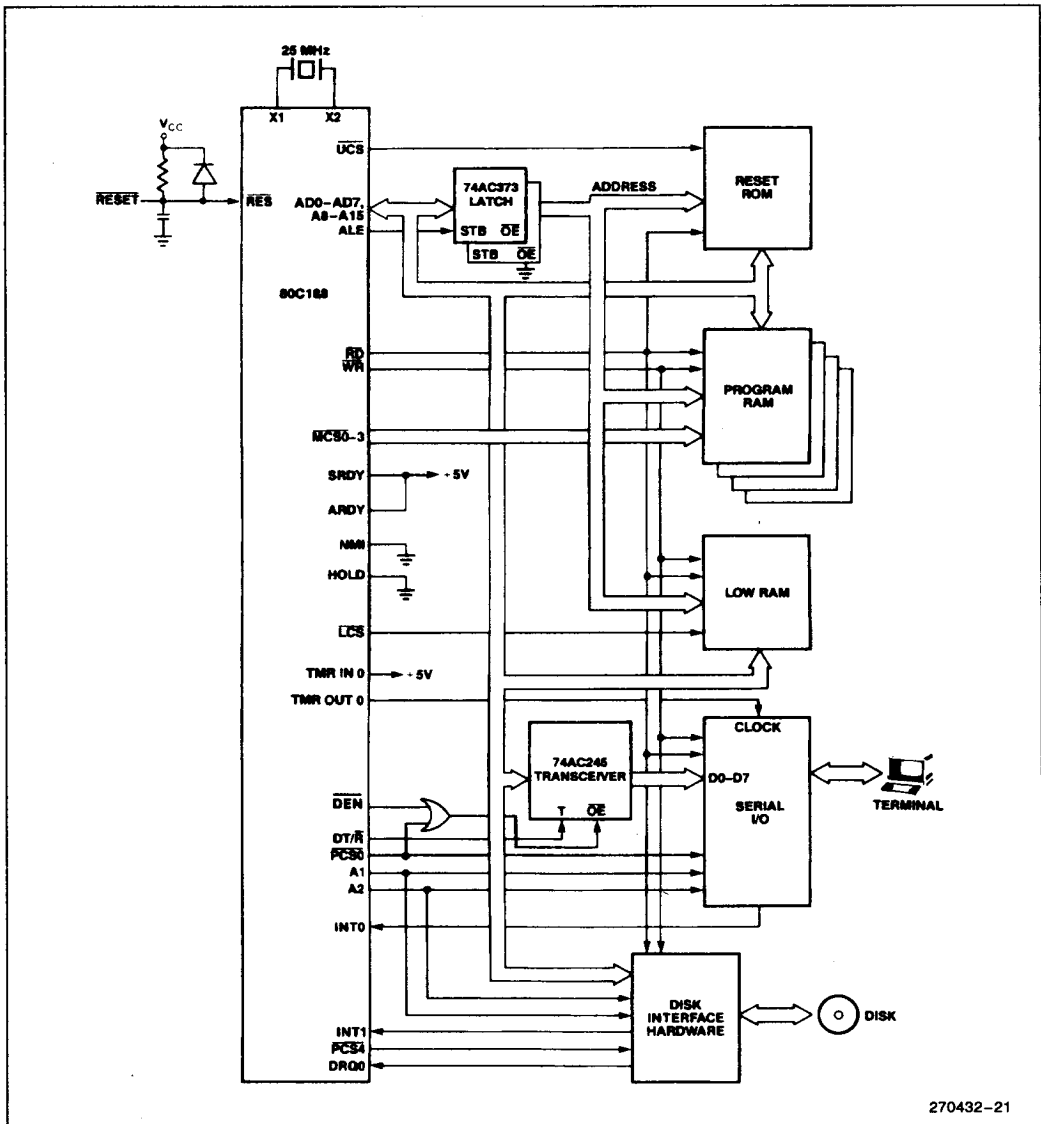 25 MHz
X1 X2
VCC
RESET
RES
UCS
AD0–AD7,
A8–A15
ALE
80C188
74AC373
LATCH
STB OE
STB OE
ADDRESS
RESET
ROM
RD
WR
PROGRAM
RAM
MCS0-3
SRDY
+5V
ARDY
NMI
HOLD
LOW RAM
LCS
TMR IN 0
+5V
TMR OUT 0
CLOCK
74AC245
TRANSCEIVER
T OE
D0–D7
SERIAL
I/O
TERMINAL
DEN
DT/R
PCS0
A1
A2
INT0
DISK
INTERFACE
HARDWARE
DISK
INT1
PCS4
DRQ0
270432–21